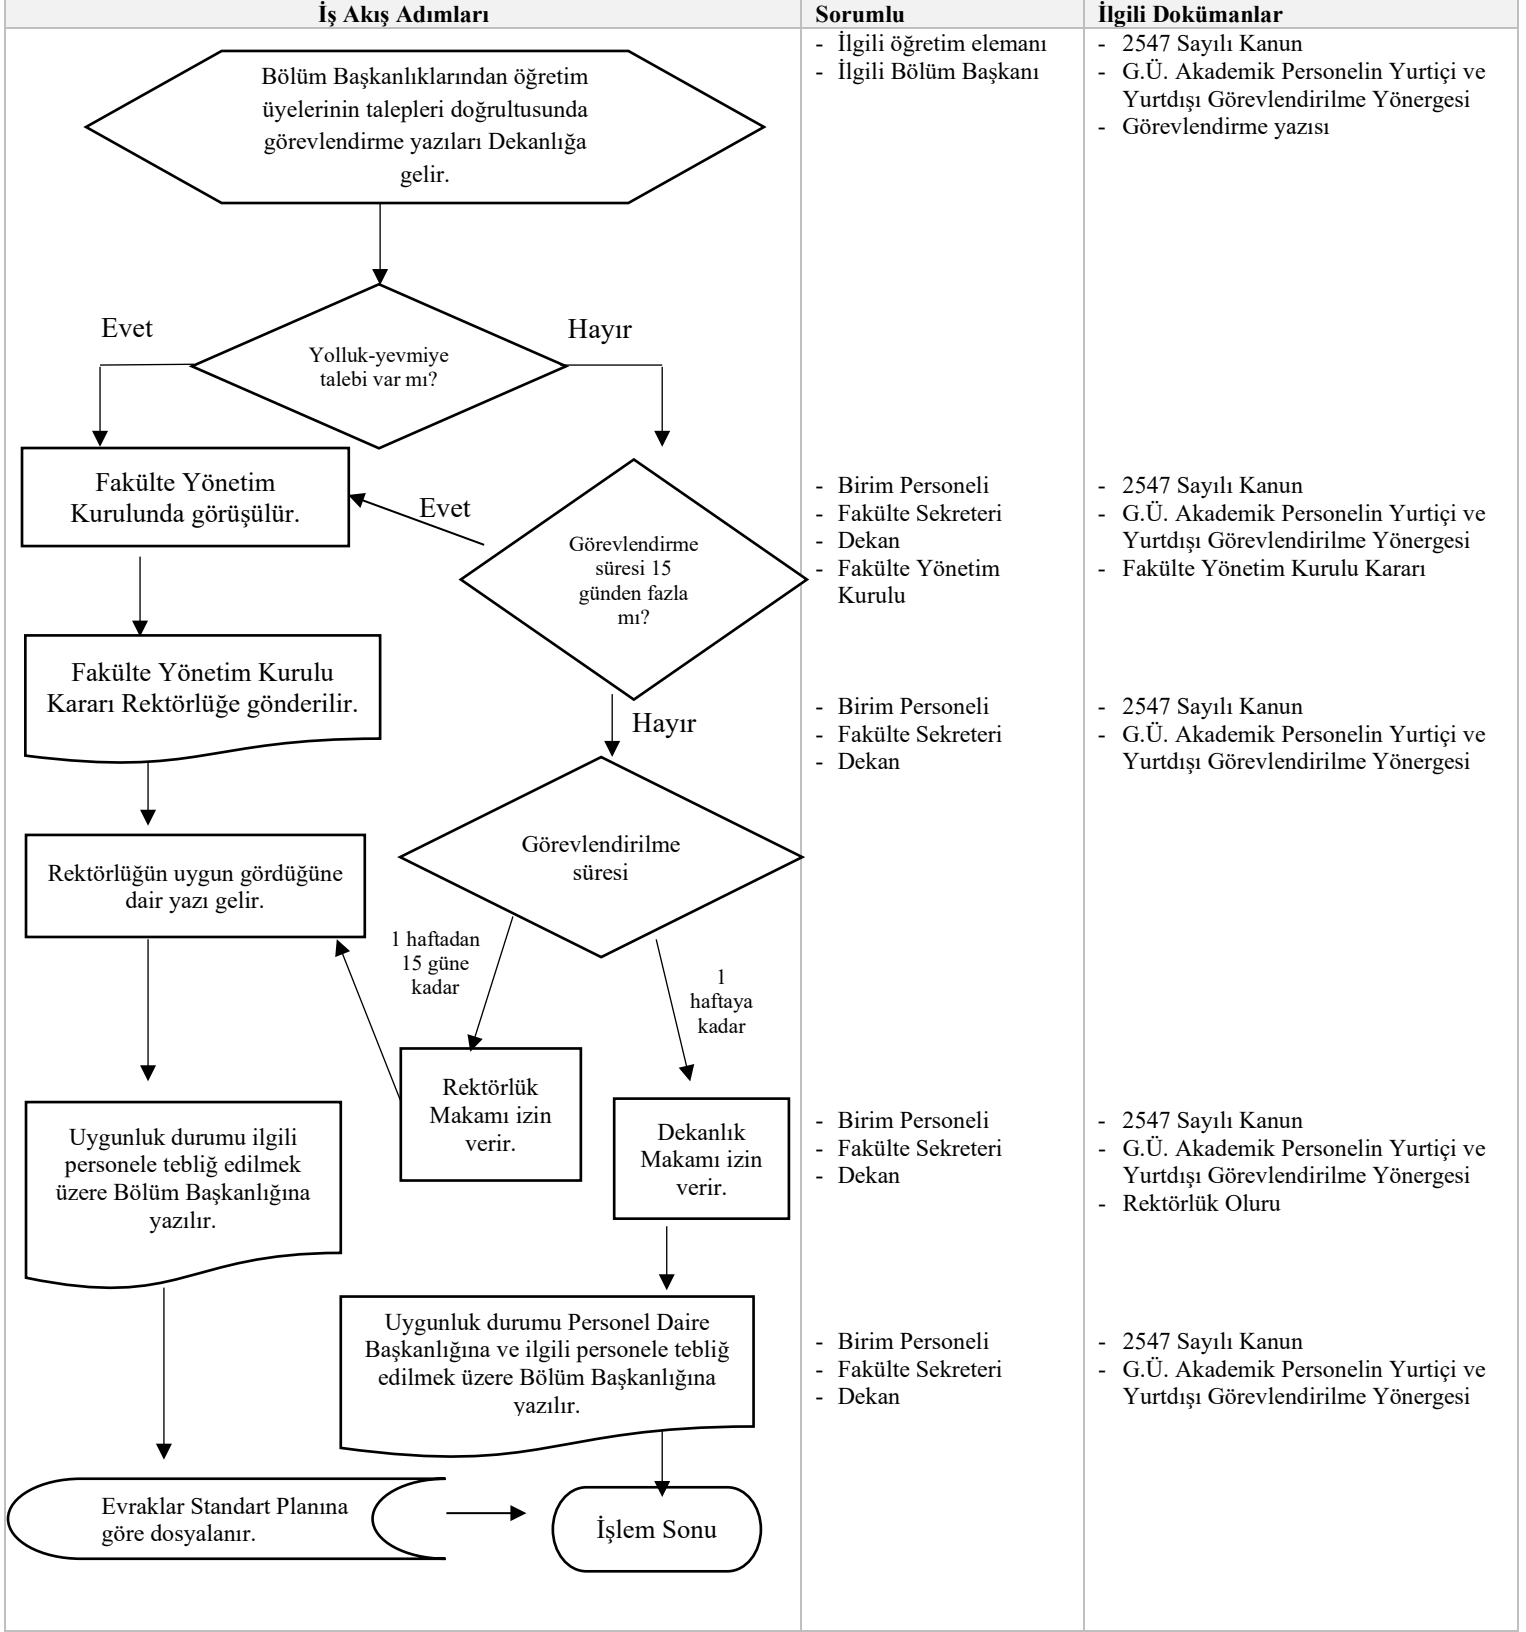 İş Akış Adımları
Sorumlu
İlgili Dokümanlar
Bölüm Başkanlıklarından öğretim
üyelerinin talepleri doğrultusunda
görevlendirme yazıları Dekanlığa
gelir.
- İlgili öğretim elemanı
- İlgili Bölüm Başkanı
- 2547 Sayılı Kanun
- G.Ü. Akademik Personelin Yurtiçi ve
Yurtdışı Görevlendirilme Yönergesi
- Görevlendirme yazısı
Evet
Hayır
Yolluk-yevmiye
talebi var mı?
Fakülte Yönetim
Kurulunda görüşülür.
Evet
Görevlendirme
süresi 15
günden fazla
mı?
- Birim Personeli
- Fakülte Sekreteri
- Dekan
- Fakülte Yönetim
Kurulu
- 2547 Sayılı Kanun
- G.Ü. Akademik Personelin Yurtiçi ve
Yurtdışı Görevlendirilme Yönergesi
- Fakülte Yönetim Kurulu Kararı
Fakülte Yönetim Kurulu
Kararı Rektörlüğe gönderilir.
Hayır
- Birim Personeli
- Fakülte Sekreteri
- Dekan
- 2547 Sayılı Kanun
- G.Ü. Akademik Personelin Yurtiçi ve
Yurtdışı Görevlendirilme Yönergesi
Görevlendirilme
süresi
Rektörlüğün uygun gördüğüne
dair yazı gelir.
1 haftadan
15 güne
kadar
1
haftaya
kadar
Rektörlük
Makamı izin
verir.
Dekanlık
Makamı izin
verir.
Uygunluk durumu ilgili
personele tebliğ edilmek
üzere Bölüm Başkanlığına
yazılır.
- Birim Personeli
- Fakülte Sekreteri
- Dekan
- 2547 Sayılı Kanun
- G.Ü. Akademik Personelin Yurtiçi ve
Yurtdışı Görevlendirilme Yönergesi
- Rektörlük Oluru
Uygunluk durumu Personel Daire
Başkanlığına ve ilgili personele tebliğ
edilmek üzere Bölüm Başkanlığına
yazılır.
- Birim Personeli
- Fakülte Sekreteri
- Dekan
- 2547 Sayılı Kanun
- G.Ü. Akademik Personelin Yurtiçi ve
Yurtdışı Görevlendirilme Yönergesi
Evraklar Standart Planına
göre dosyalanır.
İşlem Sonu